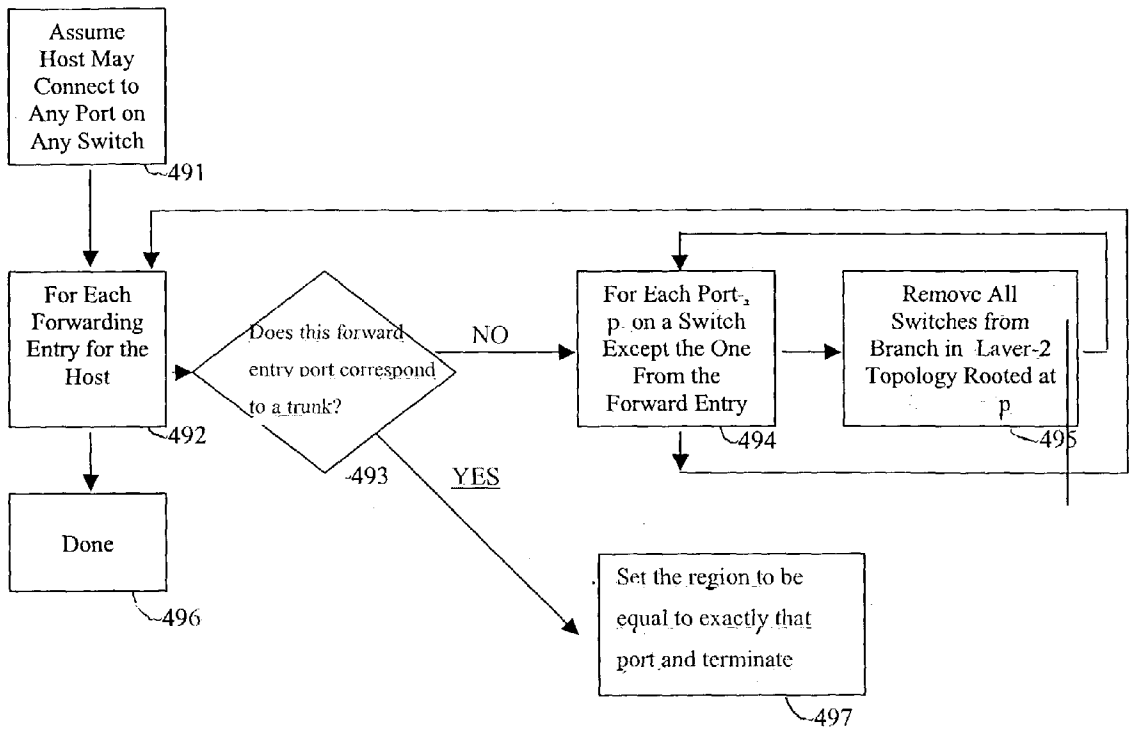 Assume
Host May
Connect to
Any Port on
Any Switch
491
For Each
Forwarding
Entry for the
Host
492
Does this forward
entry port correspond
to a trunk?
493
NO
YES
For Each Port
p on a Switch
Except the One
From the
Forward Entry
494
Remove All
Switches from
Branch in Layer-2
Topology Rooted at
p
495
Done
496
Set the region to be
equal to exactly that
port and terminate
497